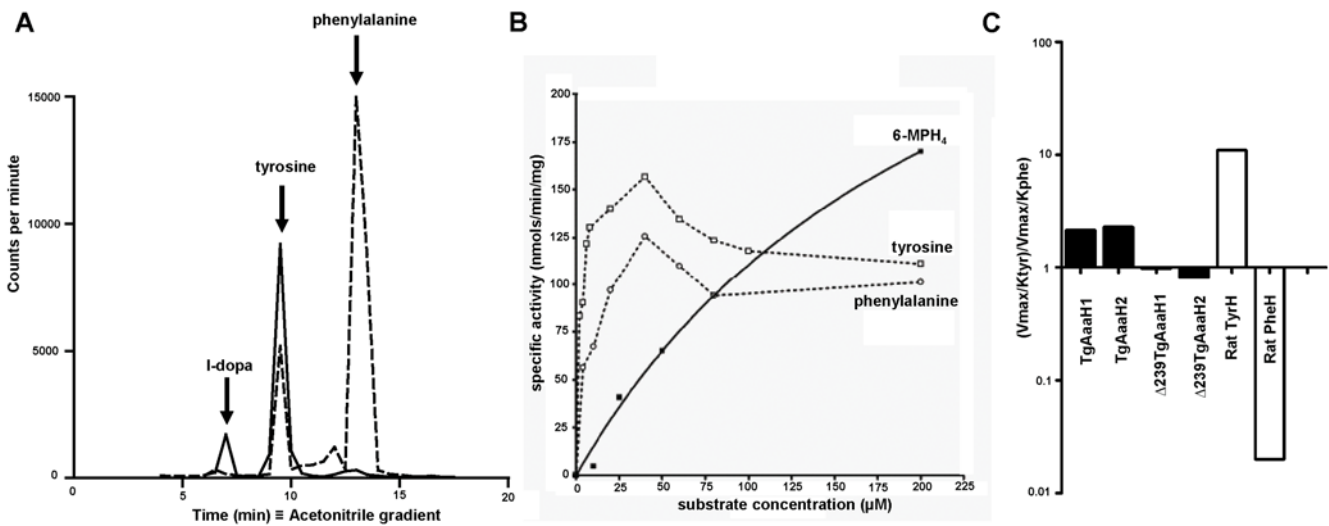 A
phenylalanine
15000
tyrosine
10000
l-dopa
5000
0
Counts per minute
0
5
10
15
20
Time (min) ≡ Acetonitrile gradient
B
200
175
150
125
100
75
50
25
0
specific activity (nmols/min/mg)
6-MPH₄
tyrosine
phenylalanine
0
25
50
75
100
125
150
175
200
225
substrate concentration (µM)
C
100
10
1
0.1
0.01
(Vmax/Ktyr)/Vmax/Kphe)
TgAaaH1
TgAaaH2
Δ239TgAaaH1
Δ239TgAaaH2
Rat TyrH
Rat PheH